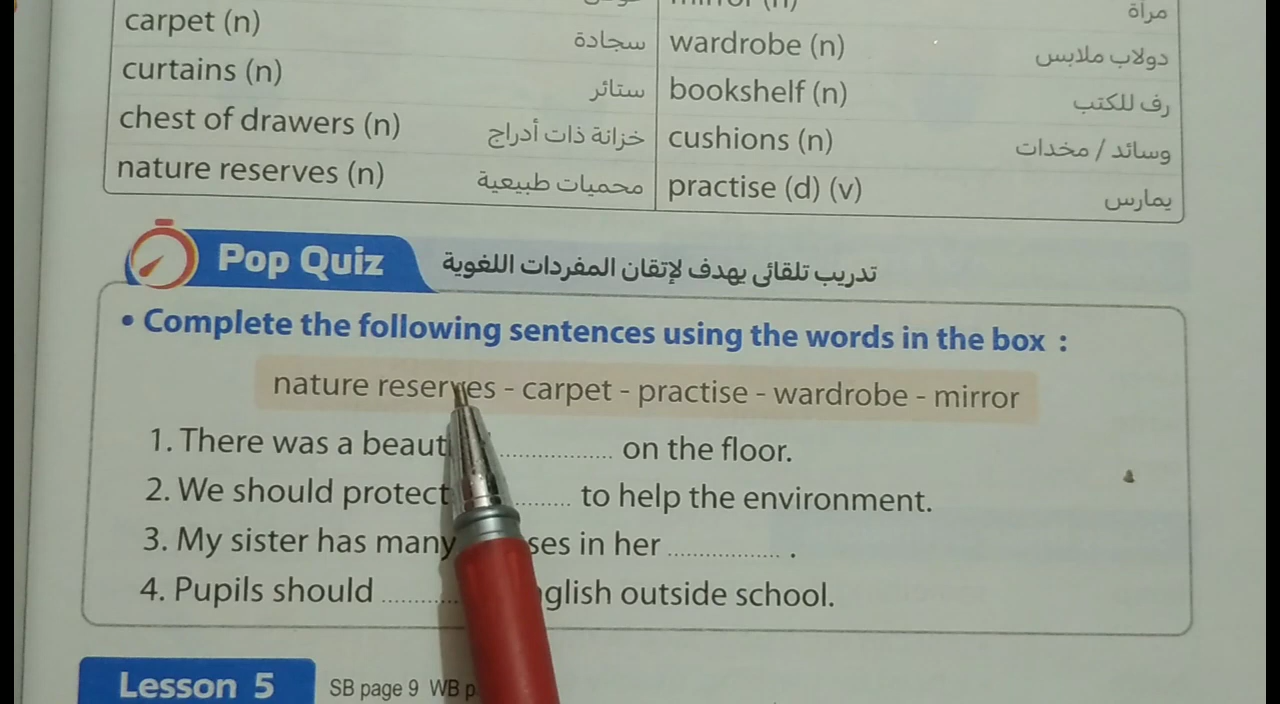 مرآة
carpet (n) سجادة wardrobe (n) دولاب ملابس
curtains (n) ستائر bookshelf (n) رف للكتب
chest of drawers (n) خزانة ذات أدراج cushions (n) وسائد / مخدات
nature reserves (n) محميات طبيعية practise (d) (v) يمارس
Pop Quiz تدريب تلقائى يهدف لإتقان المفردات اللغوية
• Complete the following sentences using the words in the box :
nature reserves - carpet - practise - wardrobe - mirror
1. There was a beaut .................. on the floor.
2. We should protect ......... to help the environment.
3. My sister has many ses in her .................. .
4. Pupils should ............ glish outside school.
Lesson 5 SB page 9 WB p